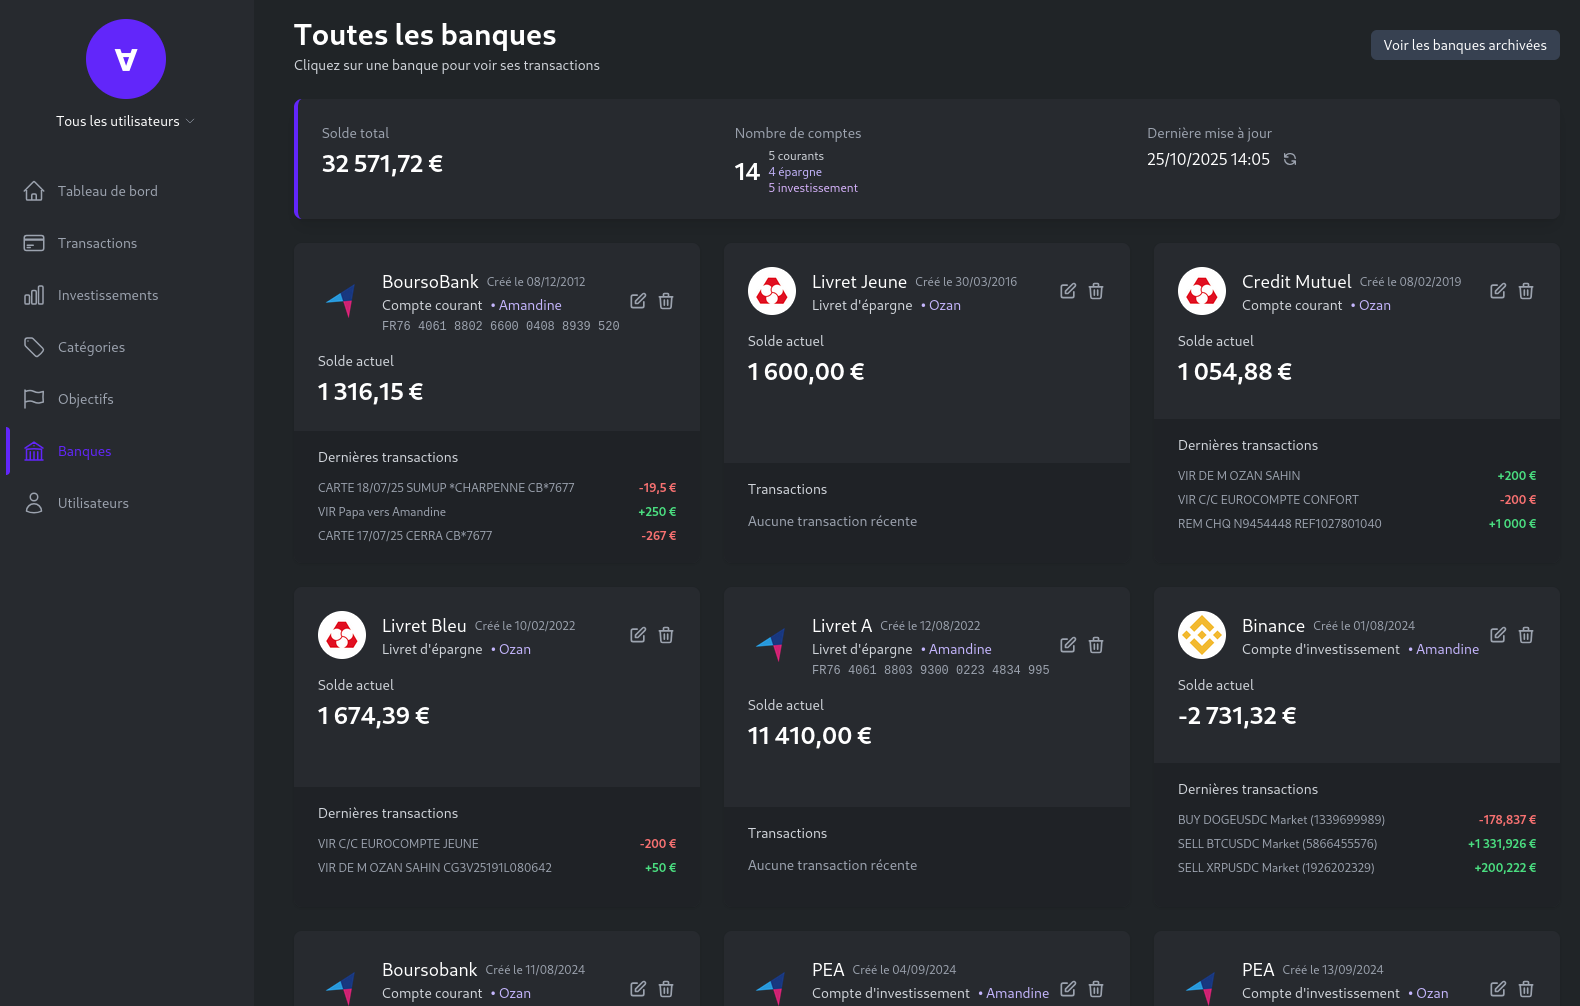 ∀
Tous les utilisateurs
Tableau de bord
Transactions
Investissements
Catégories
Objectifs
Banques
Utilisateurs
Toutes les banques
Cliquez sur une banque pour voir ses transactions
Voir les banques archivées
Solde total
32 571,72 €
Nombre de comptes
14
5 courants
4 épargne
5 investissement
Dernière mise à jour
25/10/2025 14:05
BoursoBank Créé le 08/12/2012
Compte courant • Amandine
FR76 4061 8802 6600 0408 8939 520
Solde actuel
1 316,15 €
Dernières transactions
CARTE 18/07/25 SUMUP *CHARPENNE CB*7677 -19,5 €
VIR Papa vers Amandine +250 €
CARTE 17/07/25 CERRA CB*7677 -267 €
Livret Jeune Créé le 30/03/2016
Livret d'épargne • Ozan
Solde actuel
1 600,00 €
Transactions
Aucune transaction récente
Credit Mutuel Créé le 08/02/2019
Compte courant • Ozan
Solde actuel
1 054,88 €
Dernières transactions
VIR DE M OZAN SAHIN +200 €
VIR C/C EUROCOMPTE CONFORT -200 €
REM CHQ N9454448 REF1027801040 +1 000 €
Livret Bleu Créé le 10/02/2022
Livret d'épargne • Ozan
Solde actuel
1 674,39 €
Dernières transactions
VIR C/C EUROCOMPTE JEUNE -200 €
VIR DE M OZAN SAHIN CG3V25191L080642 +50 €
Livret A Créé le 12/08/2022
Livret d'épargne • Amandine
FR76 4061 8803 9300 0223 4834 995
Solde actuel
11 410,00 €
Transactions
Aucune transaction récente
Binance Créé le 01/08/2024
Compte d'investissement • Amandine
Solde actuel
-2 731,32 €
Dernières transactions
BUY DOGEUSDC Market (1339699989) -178,837 €
SELL BTCUSDC Market (5866455576) +1 331,926 €
SELL XRPUSDC Market (1926202329) +200,222 €
Boursobank Créé le 11/08/2024
Compte courant • Ozan
PEA Créé le 04/09/2024
Compte d'investissement • Amandine
PEA Créé le 13/09/2024
Compte d'investissement • Ozan